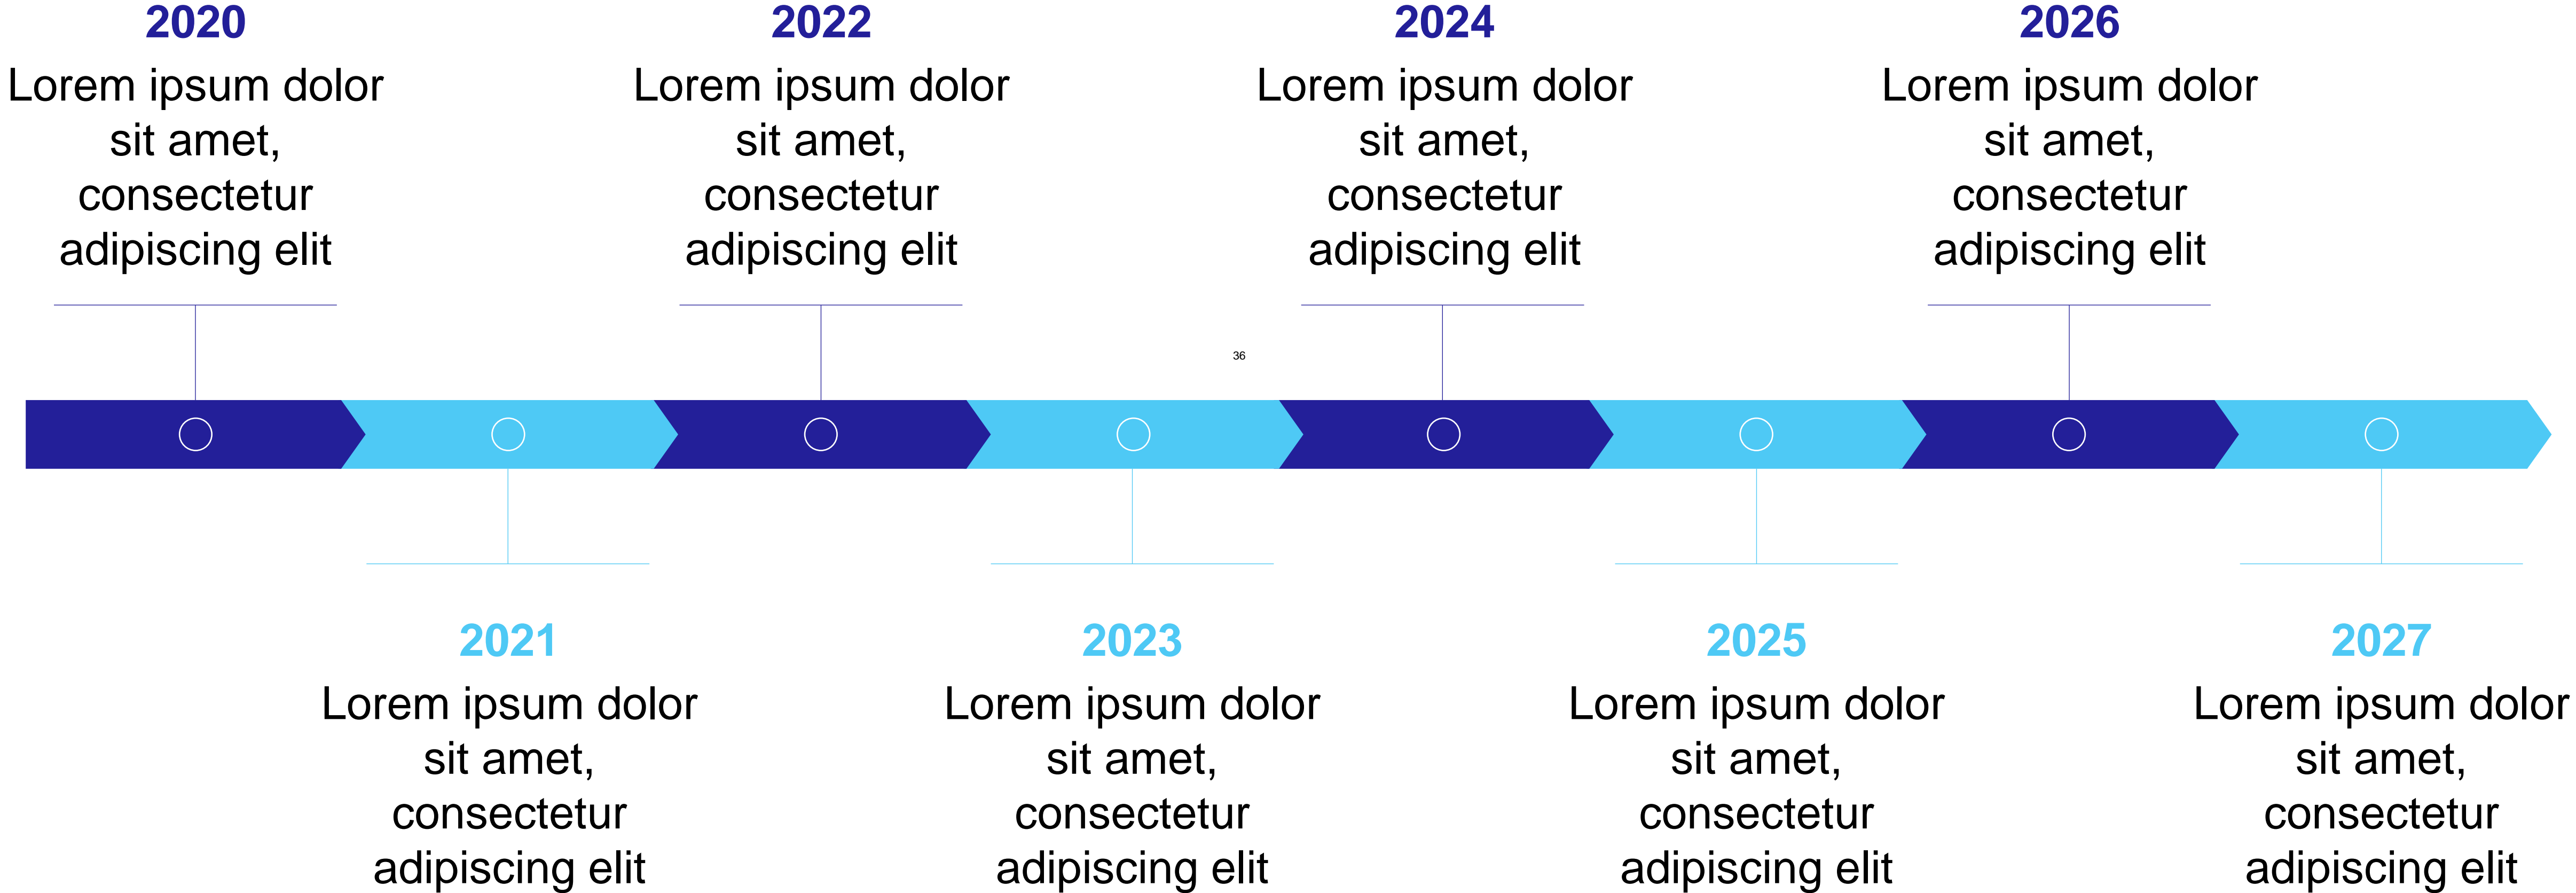 2020
Lorem ipsum dolor
sit amet,
consectetur
adipiscing elit
2022
Lorem ipsum dolor
sit amet,
consectetur
adipiscing elit
2024
Lorem ipsum dolor
sit amet,
consectetur
adipiscing elit
2026
Lorem ipsum dolor
sit amet,
consectetur
adipiscing elit
36
2021
Lorem ipsum dolor
sit amet,
consectetur
adipiscing elit
2023
Lorem ipsum dolor
sit amet,
consectetur
adipiscing elit
2025
Lorem ipsum dolor
sit amet,
consectetur
adipiscing elit
2027
Lorem ipsum dolor
sit amet,
consectetur
adipiscing elit